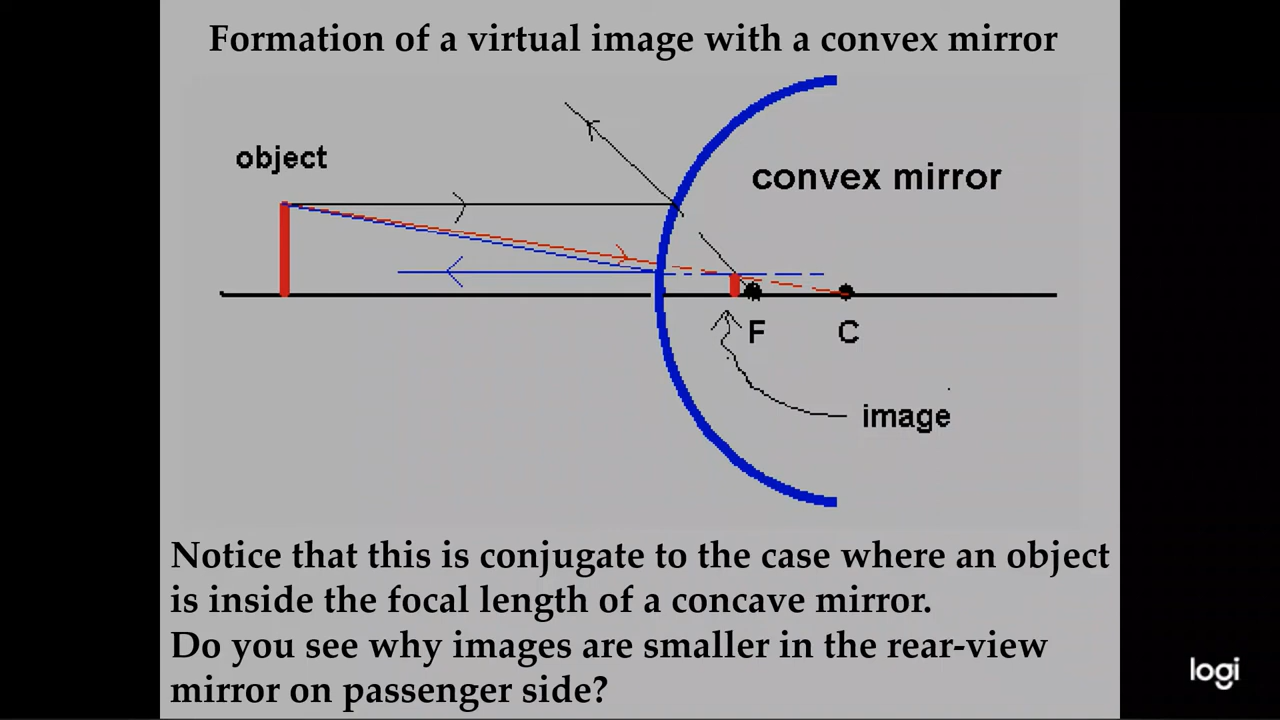 Formation of a virtual image with a convex mirror
object
convex mirror
F
C
image
Notice that this is conjugate to the case where an object
is inside the focal length of a concave mirror.
Do you see why images are smaller in the rear-view
mirror on passenger side?
logi